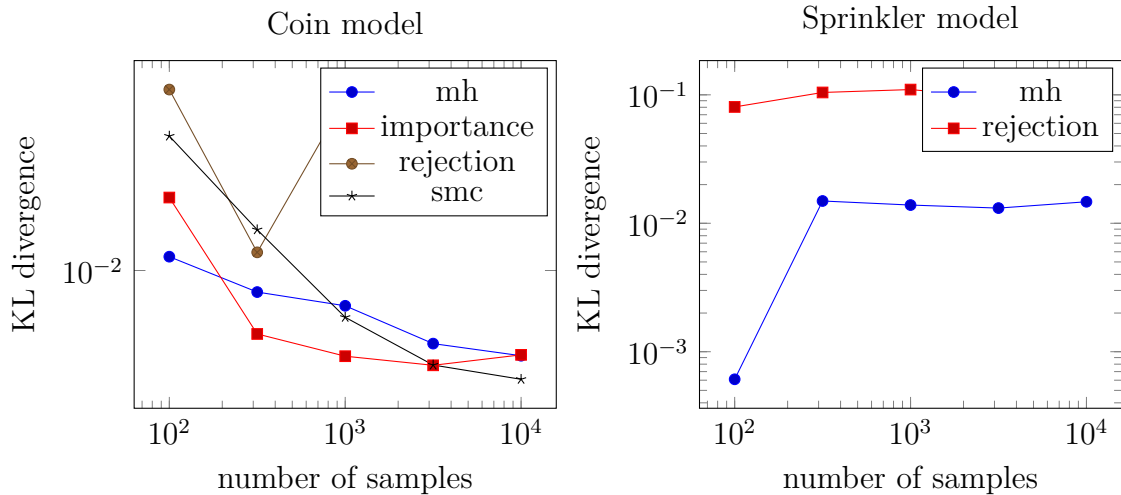 Coin model
mh
importance
rejection
smc
KL divergence
10^{-2}
10^2
10^3
10^4
number of samples
Sprinkler model
mh
rejection
KL divergence
10^{-1}
10^{-2}
10^{-3}
10^2
10^3
10^4
number of samples